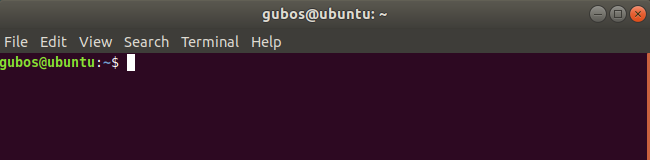 gubos@ubuntu: ~
File Edit View Search Terminal Help
gubos@ubuntu:~$